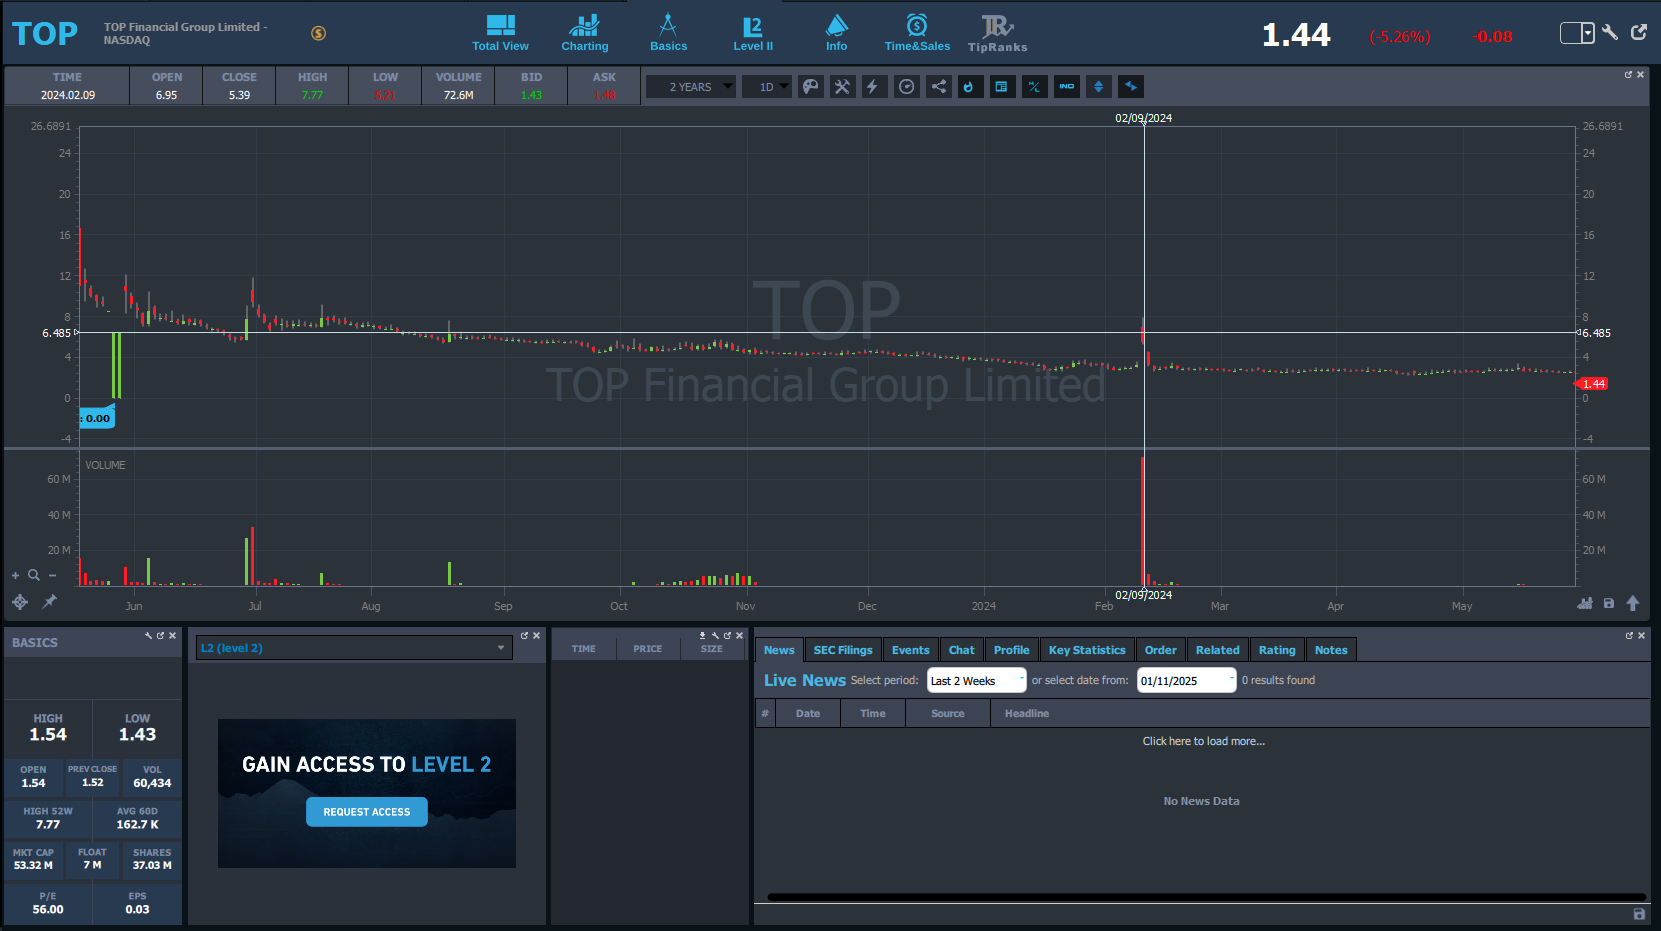 TOP
TOP Financial Group Limited -
NASDAQ
Total View
Charting
Basics
L2
Level II
Info
Time&Sales
TipRanks
1.44
(-5.26%)
-0.08
TIME OPEN CLOSE HIGH LOW VOLUME BID ASK
2024.02.09 6.95 5.39 7.77 5.21 72.6M 1.43 1.48
2 YEARS
1D
02/09/2024
26.6891
24
20
16
12
8
6.485
4
0
-4
: 0.00
26.6891
24
20
16
12
8
6.485
4
1.44
0
-4
TOP
TOP Financial Group Limited
VOLUME
60 M
40 M
20 M
60 M
40 M
20 M
02/09/2024
Jun Jul Aug Sep Oct Nov Dec 2024 Feb Mar Apr May
BASICS
HIGH LOW
1.54 1.43
OPEN PREV CLOSE VOL
1.54 1.52 60,434
HIGH 52W AVG 60D
7.77 162.7 K
MKT CAP FLOAT SHARES
53.32 M 7 M 37.03 M
P/E EPS
56.00 0.03
L2 (level 2)
GAIN ACCESS TO LEVEL 2
REQUEST ACCESS
TIME PRICE SIZE
News SEC Filings Events Chat Profile Key Statistics Order Related Rating Notes
Live News Select period: Last 2 Weeks or select date from: 01/11/2025 0 results found
# Date Time Source Headline
Click here to load more...
No News Data